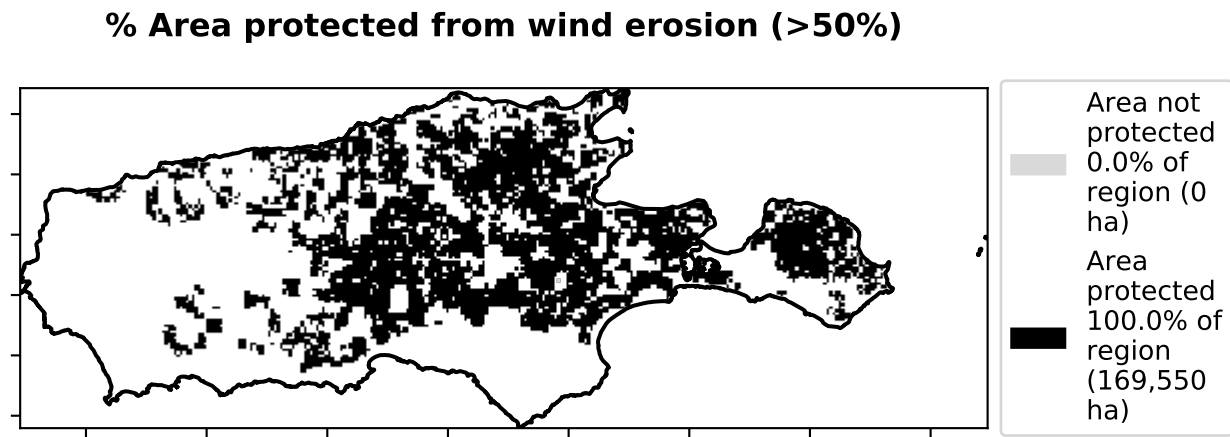 % Area protected from wind erosion (>50%)
Area not
protected
0.0% of
region (0
ha)
Area
protected
100.0% of
region
(169,550
ha)